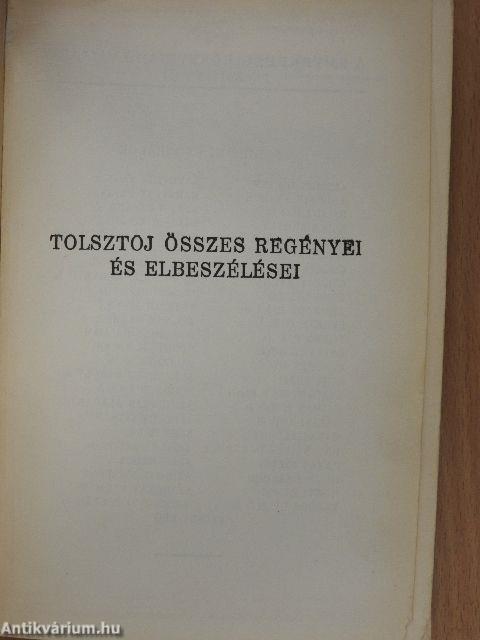 TOLSZTOJ ÖSSZES REGÉNYEI
ÉS ELBESZÉLÉSEI
Antikvárium.hu